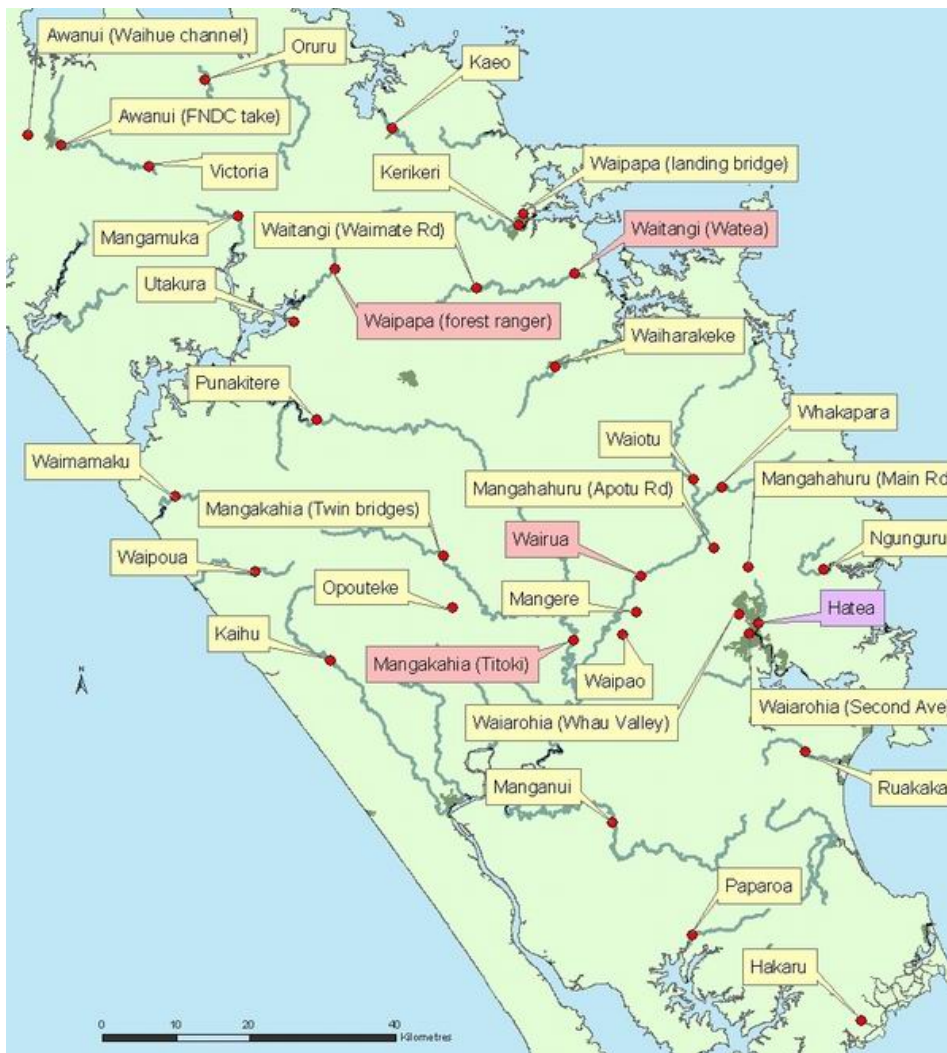 Awanui (Waihue channel)
Oruru
Kaeo
Awanui (FNDC take)
Victoria
Kerikeri
Waipapa (landing bridge)
Mangamuka
Waitangi (Waimate Rd)
Waitangi (Watea)
Utakura
Waipapa (forest ranger)
Waiharakeke
Punakitere
Whakapara
Waiotu
Waimamaku
Mangahahuru (Apotu Rd)
Mangahahuru (Main Rd
Mangakahia (Twin bridges)
Wairua
Ngunguru
Waipoua
Opouteke
Mangere
Hatea
Kaihu
Mangakahia (Titoki)
Waipao
N
Waiarohia (Whau Valley)
Waiarohia (Second Ave
Manganui
Ruakaka
Paparoa
Hakaru
0 10 20 40
Kilometres